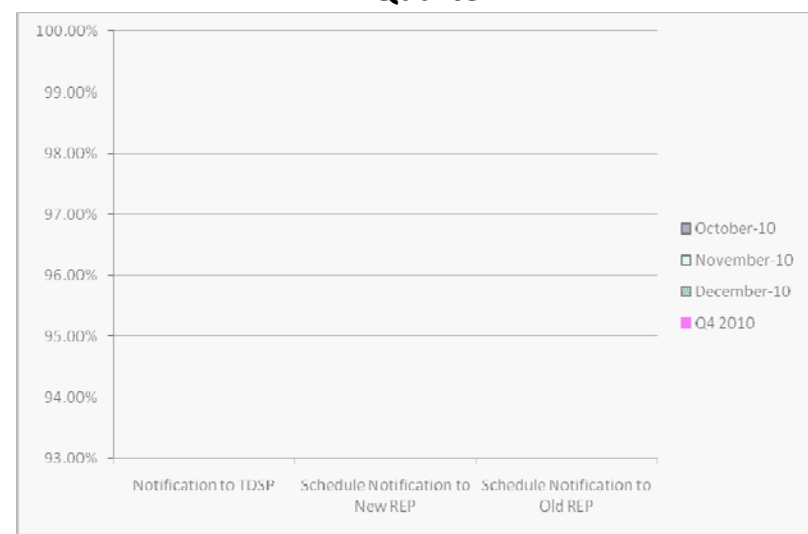 100.00%
99.00%
98.00%
97.00%
96.00%
95.00%
94.00%
93.00%
Notification to TDSP
Schedule Notification to
New REP
Schedule Notification to
Old REP
October-10
November-10
December-10
Q4 2010